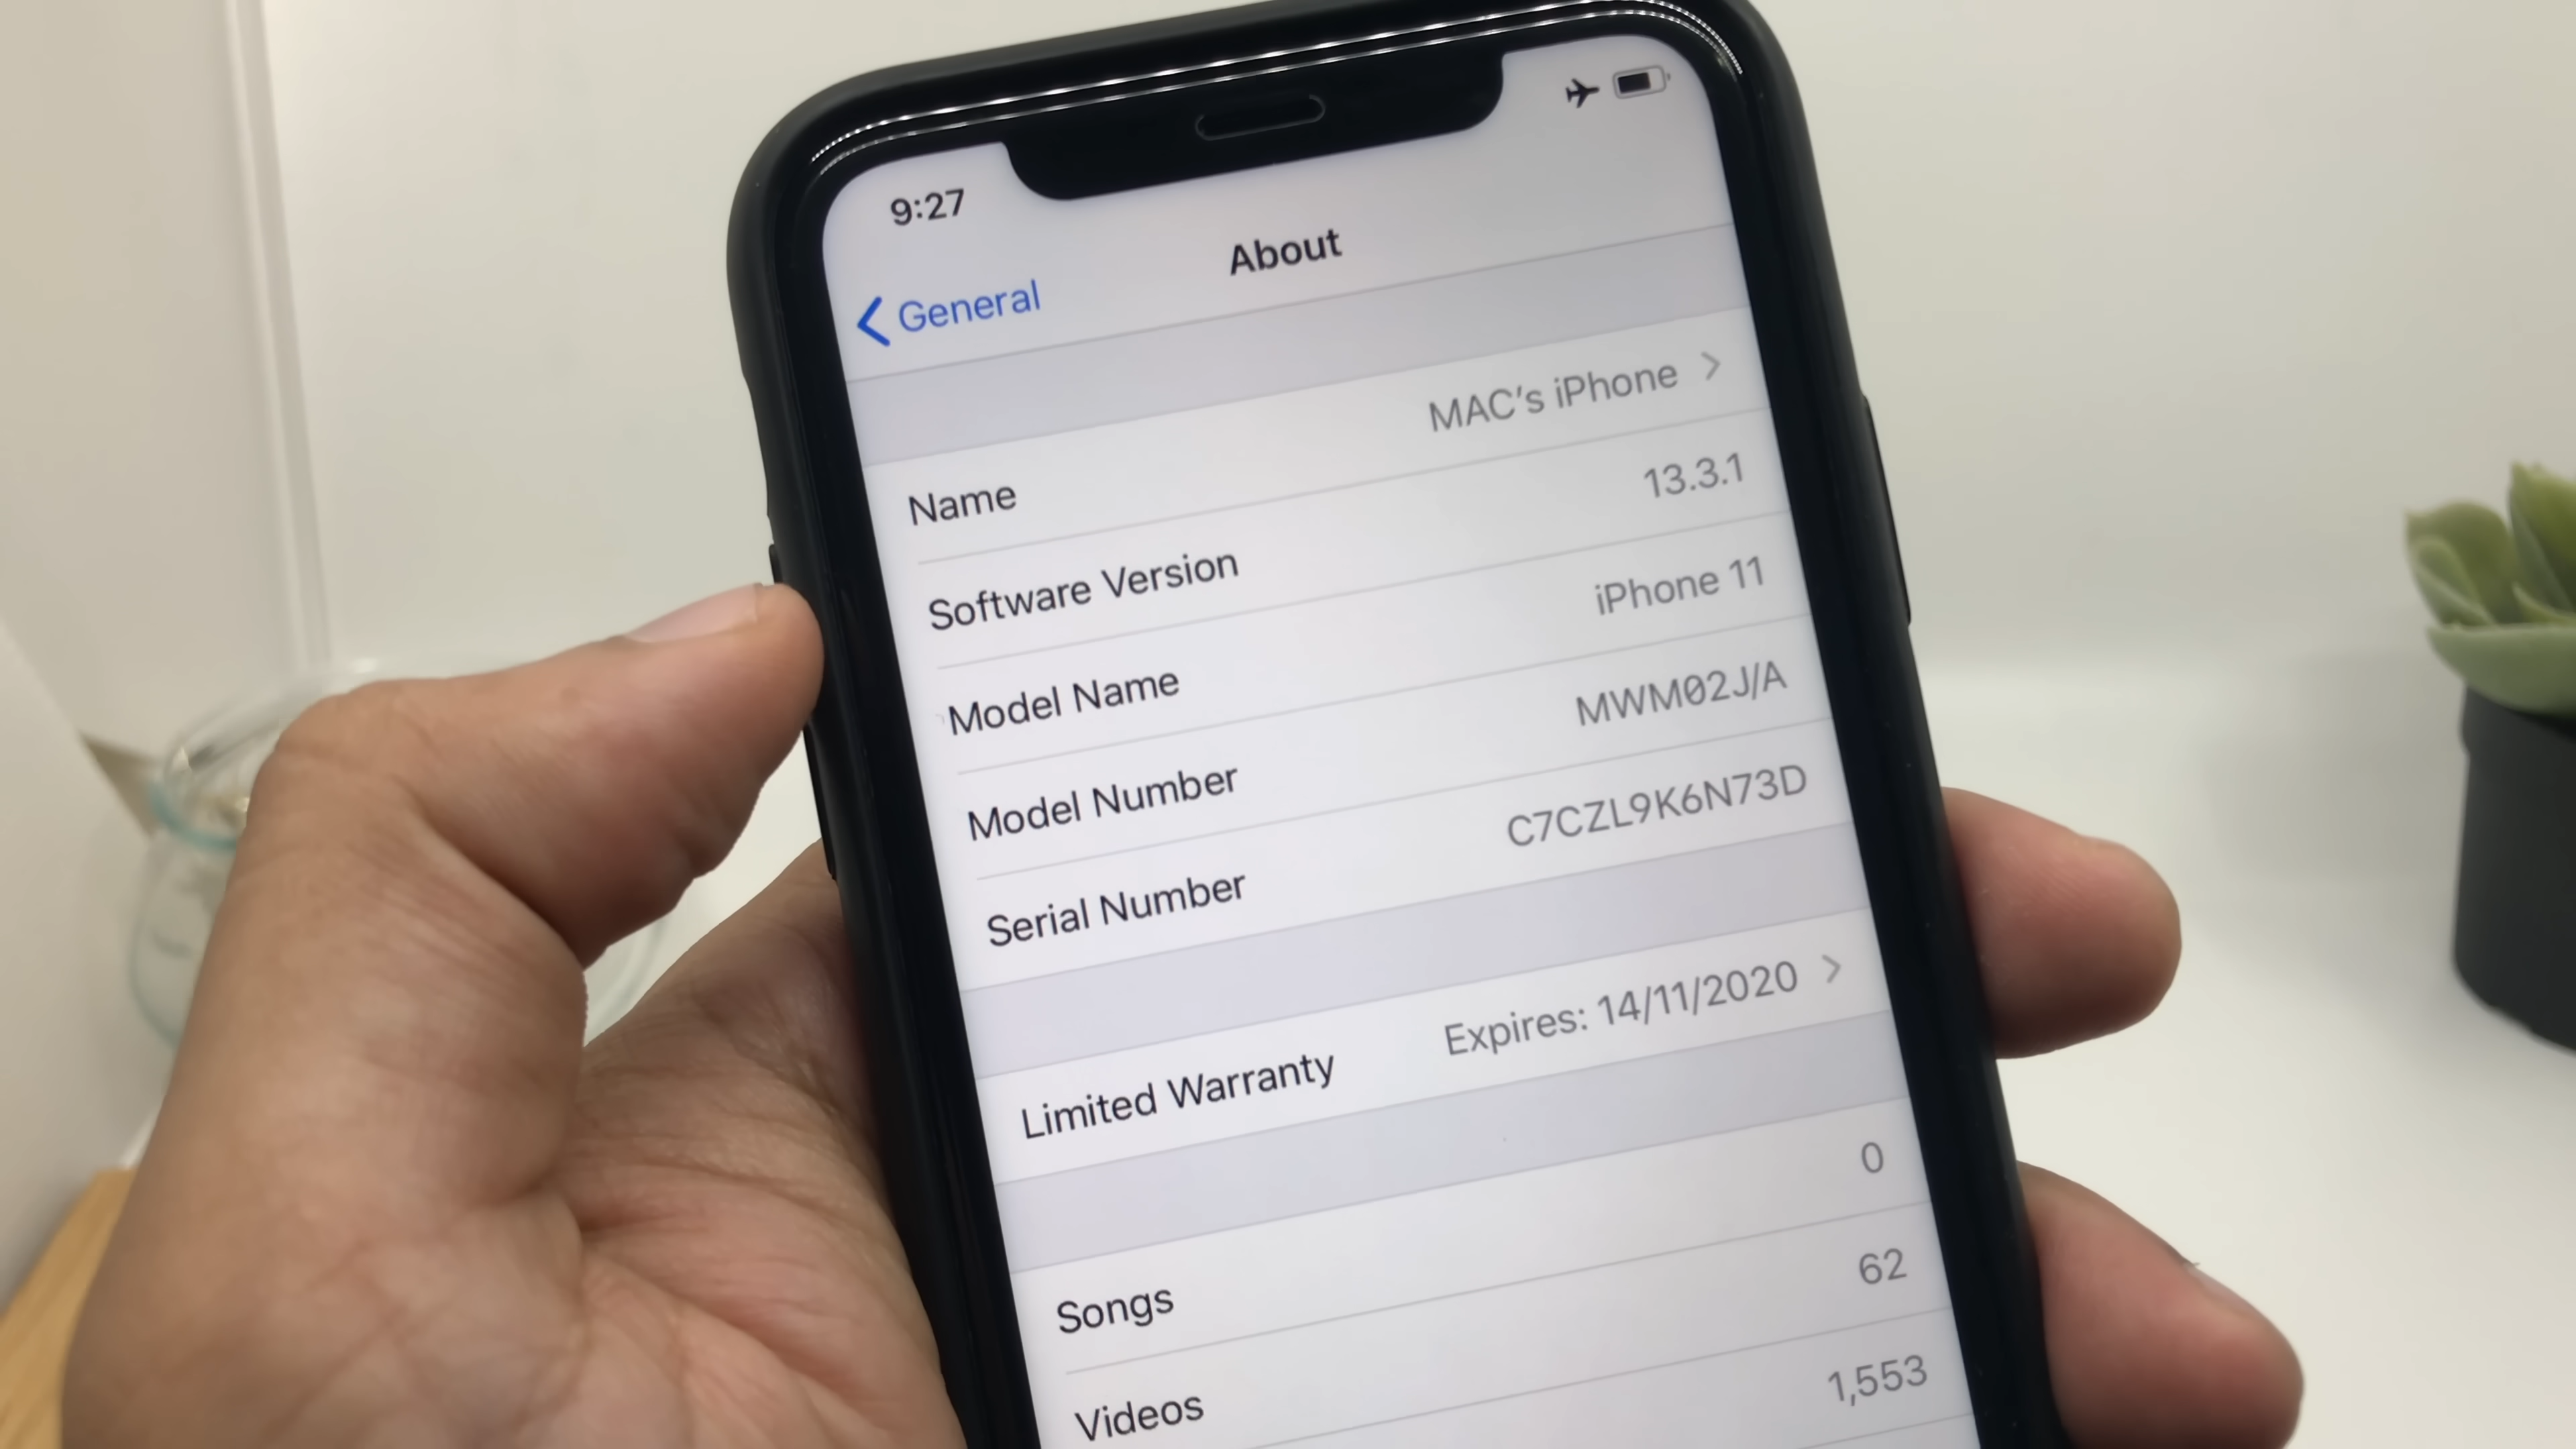 9:27
General
About
Name MAC's iPhone
Software Version 13.3.1
Model Name iPhone 11
Model Number MWM02J/A
Serial Number C7CZL9K6N73D
Limited Warranty Expires: 14/11/2020
Songs 0
Videos 62
1,553